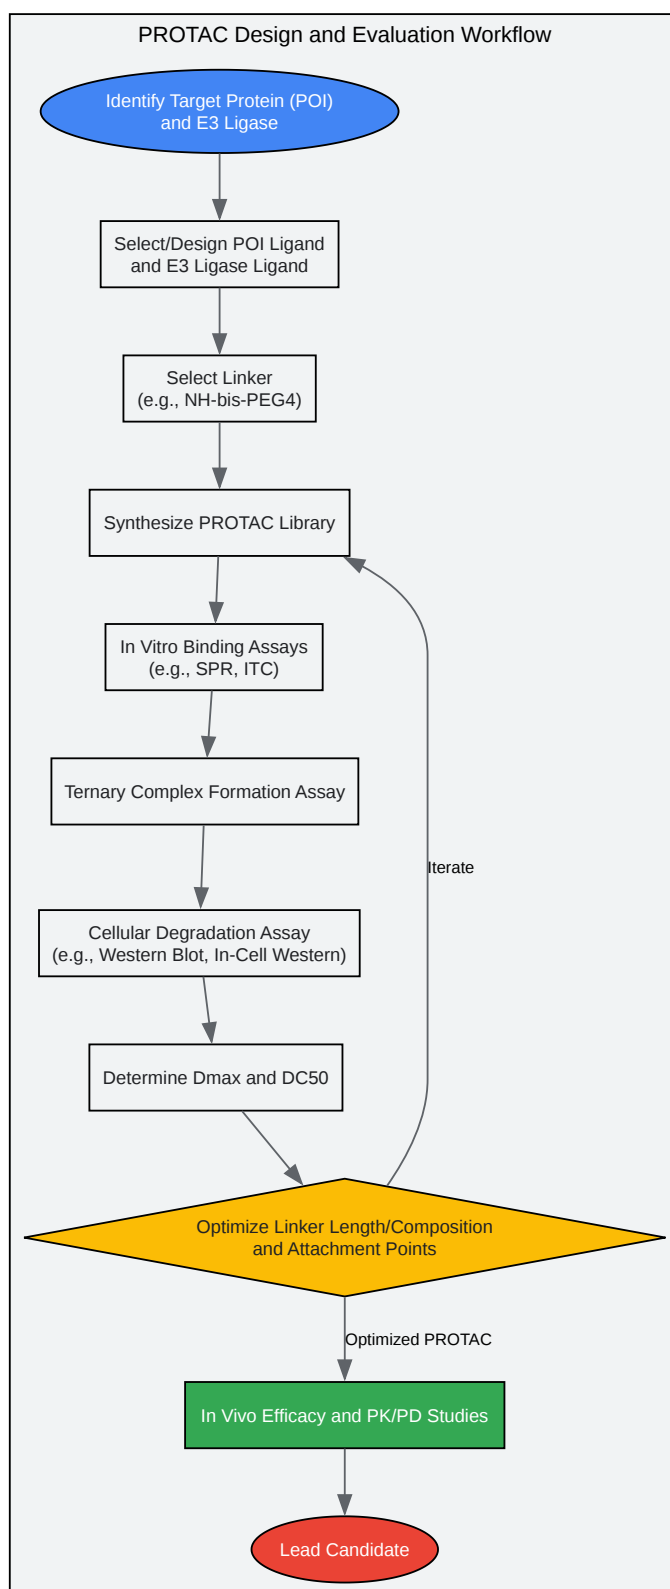 PROTAC Design and Evaluation Workflow
Identify Target Protein (POI)
and E3 Ligase
Select/Design POI Ligand
and E3 Ligase Ligand
Select Linker
(e.g., NH-bis-PEG4)
Synthesize PROTAC Library
In Vitro Binding Assays
(e.g., SPR, ITC)
Ternary Complex Formation Assay
Iterate
Cellular Degradation Assay
(e.g., Western Blot, In-Cell Western)
Determine Dmax and DC50
Optimize Linker Length/Composition
and Attachment Points
Optimized PROTAC
In Vivo Efficacy and PK/PD Studies
Lead Candidate